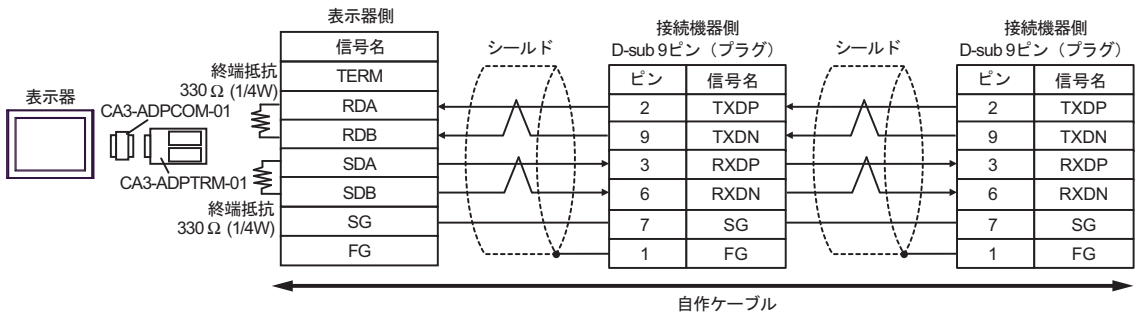 表示器
CA3-ADPCOM-01
CA3-ADPTRM-01
終端抵抗
330 Ω (1/4W)
終端抵抗
330 Ω (1/4W)
表示器側
信号名
TERM
RDA
RDB
SDA
SDB
SG
FG
シールド
接続機器側
D-sub 9ピン（プラグ）
ピン 信号名
2 TXDP
9 TXDN
3 RXDP
6 RXDN
7 SG
1 FG
シールド
接続機器側
D-sub 9ピン（プラグ）
ピン 信号名
2 TXDP
9 TXDN
3 RXDP
6 RXDN
7 SG
1 FG
自作ケーブル